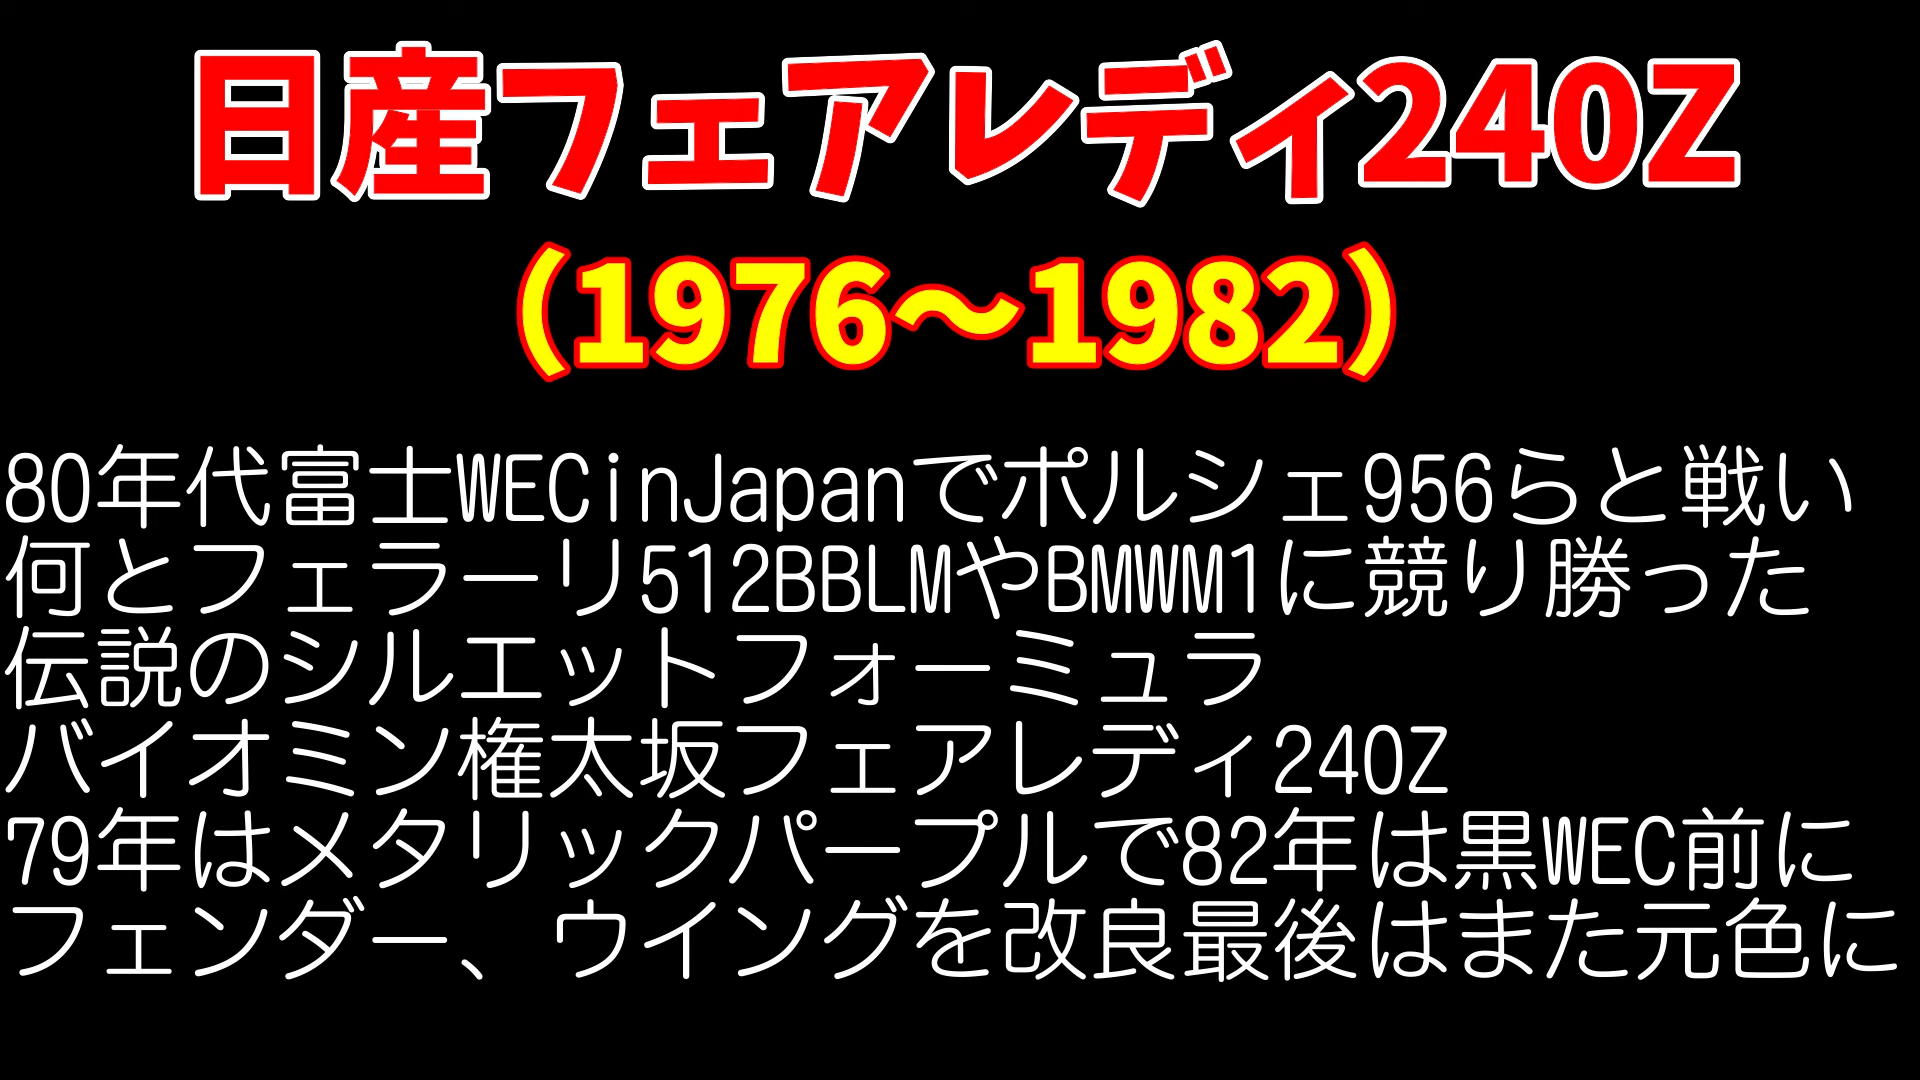 日産フェアレディ240Z
（1976～1982）
80年代富士WECinJapanでポルシェ956らと戦い
何とフェラーリ512BBLMやBMWM1に競り勝った
伝説のシルエットフォーミュラ
バイオミン権太坂フェアレディ240Z
79年はメタリックパープルで82年は黒WEC前に
フェンダー、ウイングを改良最後はまた元色に